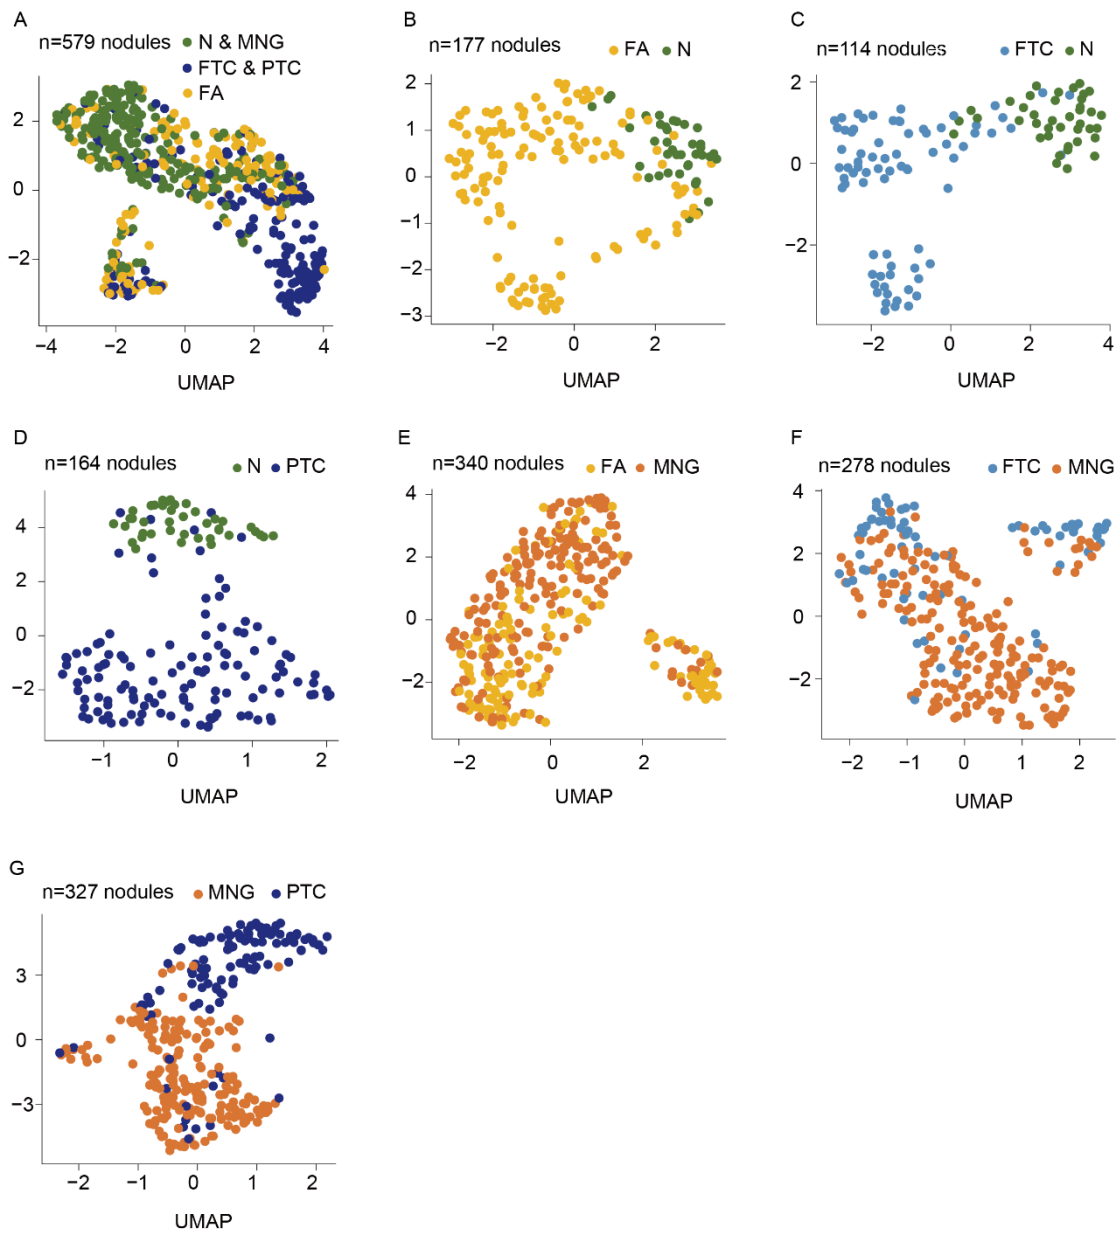 A
n=579 nodules N & MNG
FTC & PTC
FA
2
0
−2
−4 −2 0 2 4
UMAP
B
n=177 nodules FA N
2
1
0
−1
−2
−3
−2 0 2
UMAP
C
n=114 nodules FTC N
2
0
−2
−2 0 2 4
UMAP
D
n=164 nodules N PTC
4
2
0
−2
−1 0 1 2
UMAP
E
n=340 nodules FA MNG
4
2
0
−2
−2 0 2
UMAP
F
n=278 nodules FTC MNG
4
2
0
−2
−2 −1 0 1 2
UMAP
G
n=327 nodules MNG PTC
3
0
−3
−2 −1 0 1 2
UMAP